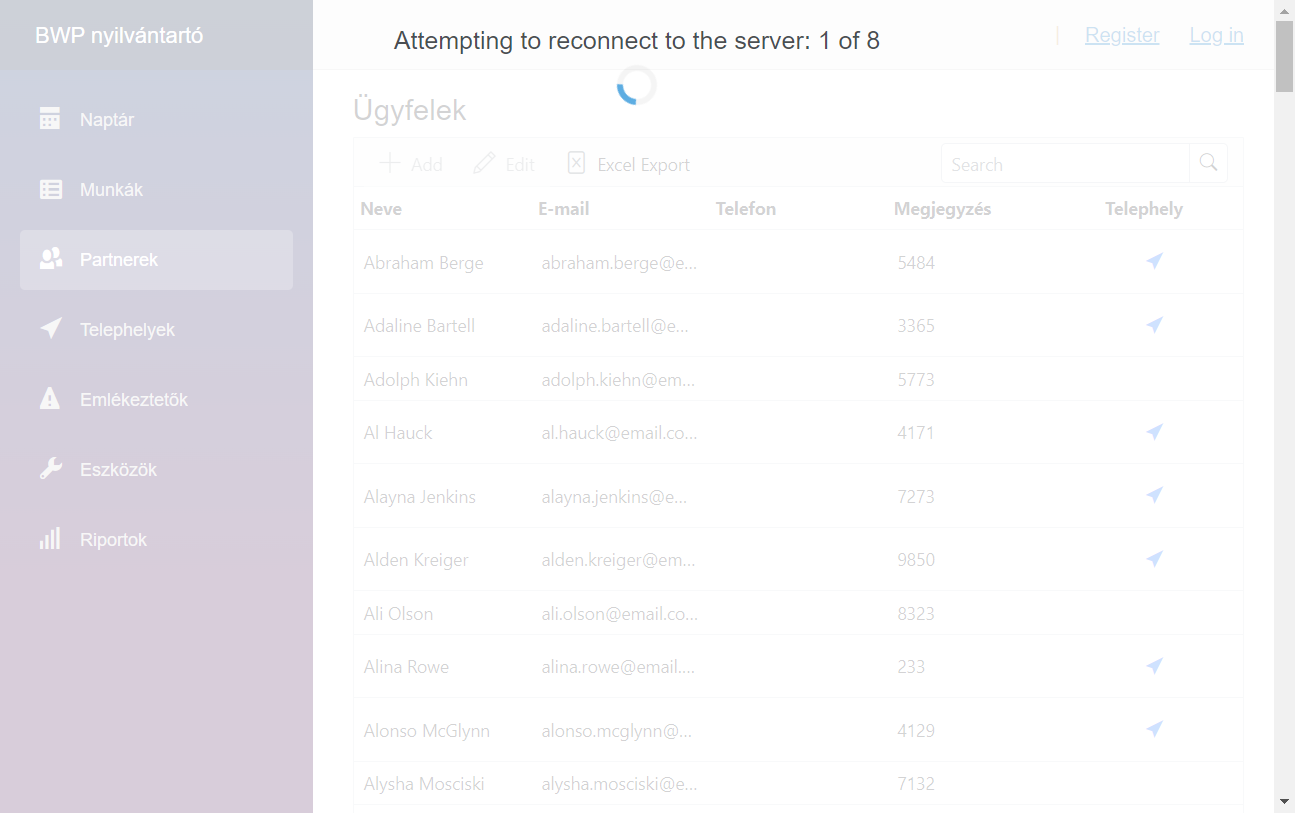 BWP nyilvántartó
Attempting to reconnect to the server: 1 of 8
Register Log in
Naptár
Munkák
Partnerek
Telephelyek
Emlékeztetők
Eszközök
Riportok
Ügyfelek
Add Edit Excel Export Search
Neve E-mail Telefon Megjegyzés Telephely
Abraham Berge abraham.berge@e... 5484
Adaline Bartell adaline.bartell@e... 3365
Adolph Kiehn adolph.kiehn@em... 5773
Al Hauck al.hauck@email.co... 4171
Alayna Jenkins alayna.jenkins@e... 7273
Alden Kreiger alden.kreiger@em... 9850
Ali Olson ali.olson@email.co... 8323
Alina Rowe alina.rowe@email.... 233
Alonso McGlynn alonso.mcglynn@... 4129
Alysha Mosciski alysha.mosciski@e... 7132